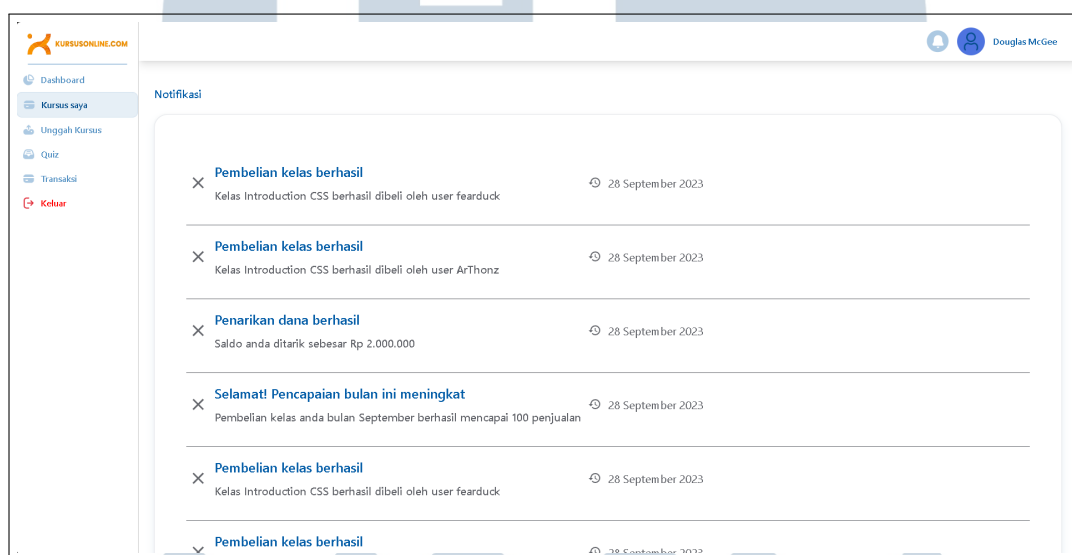 KURSUSONLINE.COM
Douglas McGee
Dashboard
Kursus saya
Unggah Kursus
Quiz
Transaksi
Keluar
Notifikasi
Pembelian kelas berhasil
Kelas Introduction CSS berhasil dibeli oleh user fearduck
28 September 2023
Pembelian kelas berhasil
Kelas Introduction CSS berhasil dibeli oleh user ArThonz
28 September 2023
Penarikan dana berhasil
Saldo anda ditarik sebesar Rp 2.000.000
28 September 2023
Selamat! Pencapaian bulan ini meningkat
Pembelian kelas anda bulan September berhasil mencapai 100 penjualan
28 September 2023
Pembelian kelas berhasil
Kelas Introduction CSS berhasil dibeli oleh user fearduck
28 September 2023
Pembelian kelas berhasil
28 September 2023